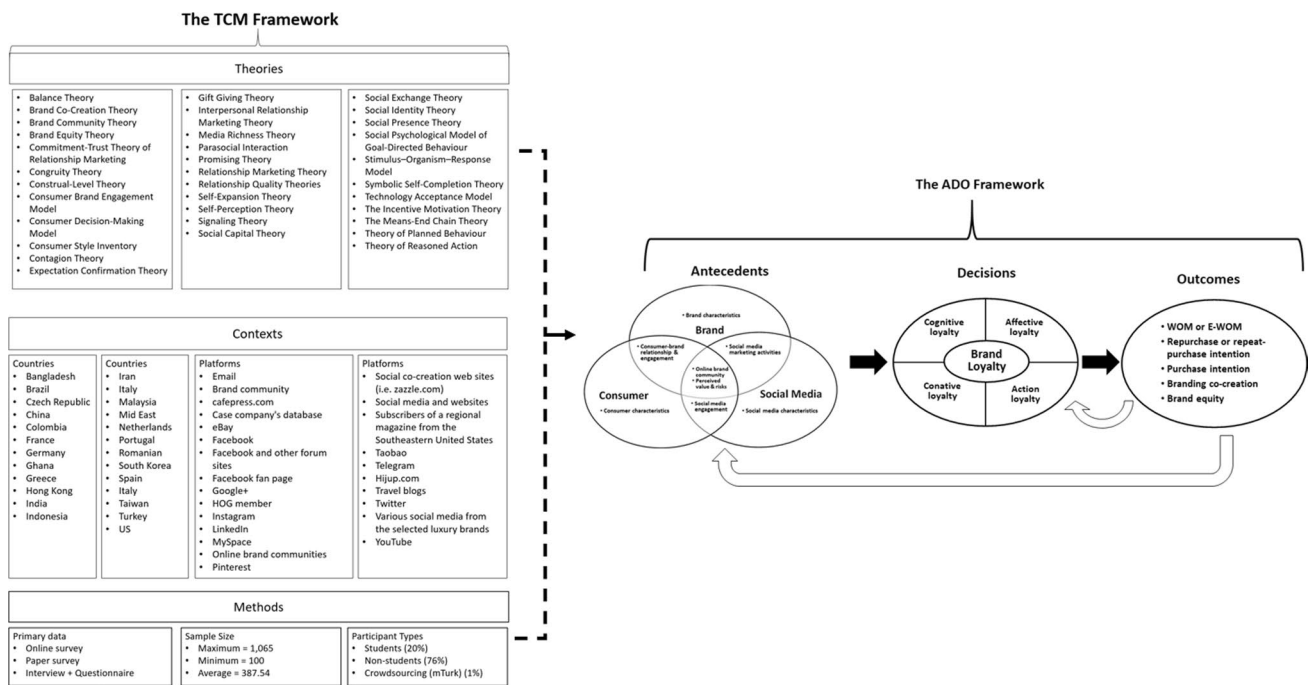 The TCM Framework
Theories
• Balance Theory
• Brand Co-Creation Theory
• Brand Community Theory
• Brand Equity Theory
• Commitment-Trust Theory of
Relationship Marketing
• Congruity Theory
• Construal-Level Theory
• Consumer Brand Engagement
Model
• Consumer Decision-Making
Model
• Consumer Style Inventory
• Contagion Theory
• Expectation Confirmation Theory
• Gift Giving Theory
• Interpersonal Relationship
Marketing Theory
• Media Richness Theory
• Parasocial Interaction
• Promising Theory
• Relationship Marketing Theory
• Relationship Quality Theories
• Self-Expansion Theory
• Self-Perception Theory
• Signaling Theory
• Social Capital Theory
• Social Exchange Theory
• Social Identity Theory
• Social Presence Theory
• Social Psychological Model of
Goal-Directed Behaviour
• Stimulus–Organism–Response
Model
• Symbolic Self-Completion Theory
• Technology Acceptance Model
• The Incentive Motivation Theory
• The Means-End Chain Theory
• Theory of Planned Behaviour
• Theory of Reasoned Action
Contexts
Countries
• Bangladesh
• Brazil
• Czech Republic
• China
• Colombia
• France
• Germany
• Ghana
• Greece
• Hong Kong
• India
• Indonesia
Countries
• Iran
• Italy
• Malaysia
• Mid East
• Netherlands
• Portugal
• Romanian
• South Korea
• Spain
• Italy
• Taiwan
• Turkey
• US
Platforms
• Email
• Brand community
• cafepress.com
• Case company's database
• eBay
• Facebook
• Facebook and other forum
sites
• Facebook fan page
• Google+
• HOG member
• Instagram
• LinkedIn
• MySpace
• Online brand communities
• Pinterest
Platforms
• Social co-creation web sites
(i.e. zazzle.com)
• Social media and websites
• Subscribers of a regional
magazine from the
Southeastern United States
• Taobao
• Telegram
• Hijup.com
• Travel blogs
• Twitter
• Various social media from
the selected luxury brands
• YouTube
Methods
Primary data
• Online survey
• Paper survey
• Interview + Questionnaire
Sample Size
• Maximum = 1,065
• Minimum = 100
• Average = 387.54
Participant Types
• Students (20%)
• Non-students (76%)
• Crowdsourcing (mTurk) (1%)
The ADO Framework
Antecedents
• Brand characteristics
Brand
• Consumer-brand
relationship &
engagement
• Social media
marketing activities
• Online brand
community
• Perceived
value & risks
Consumer
• Consumer characteristics
• Social media
engagement
Social Media
• Social media characteristics
Decisions
Cognitive
loyalty
Affective
loyalty
Brand
Loyalty
Conative
loyalty
Action
loyalty
Outcomes
• WOM or E-WOM
• Repurchase or repeat-
purchase intention
• Purchase intention
• Branding co-creation
• Brand equity